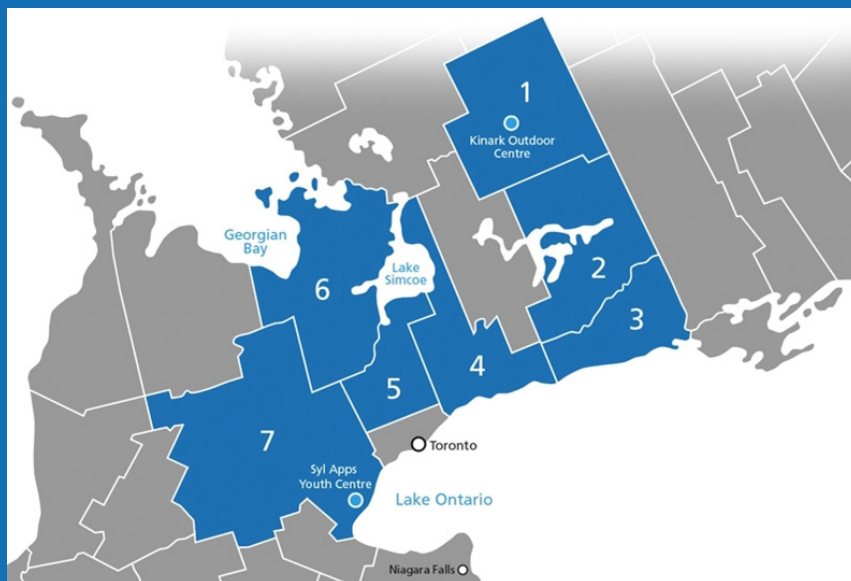 1
Kinark Outdoor
Centre
Georgian
Bay
Lake
Simcoe
2
6
3
4
5
7
Toronto
Syl Apps
Youth Centre
Lake Ontario
Niagara Falls